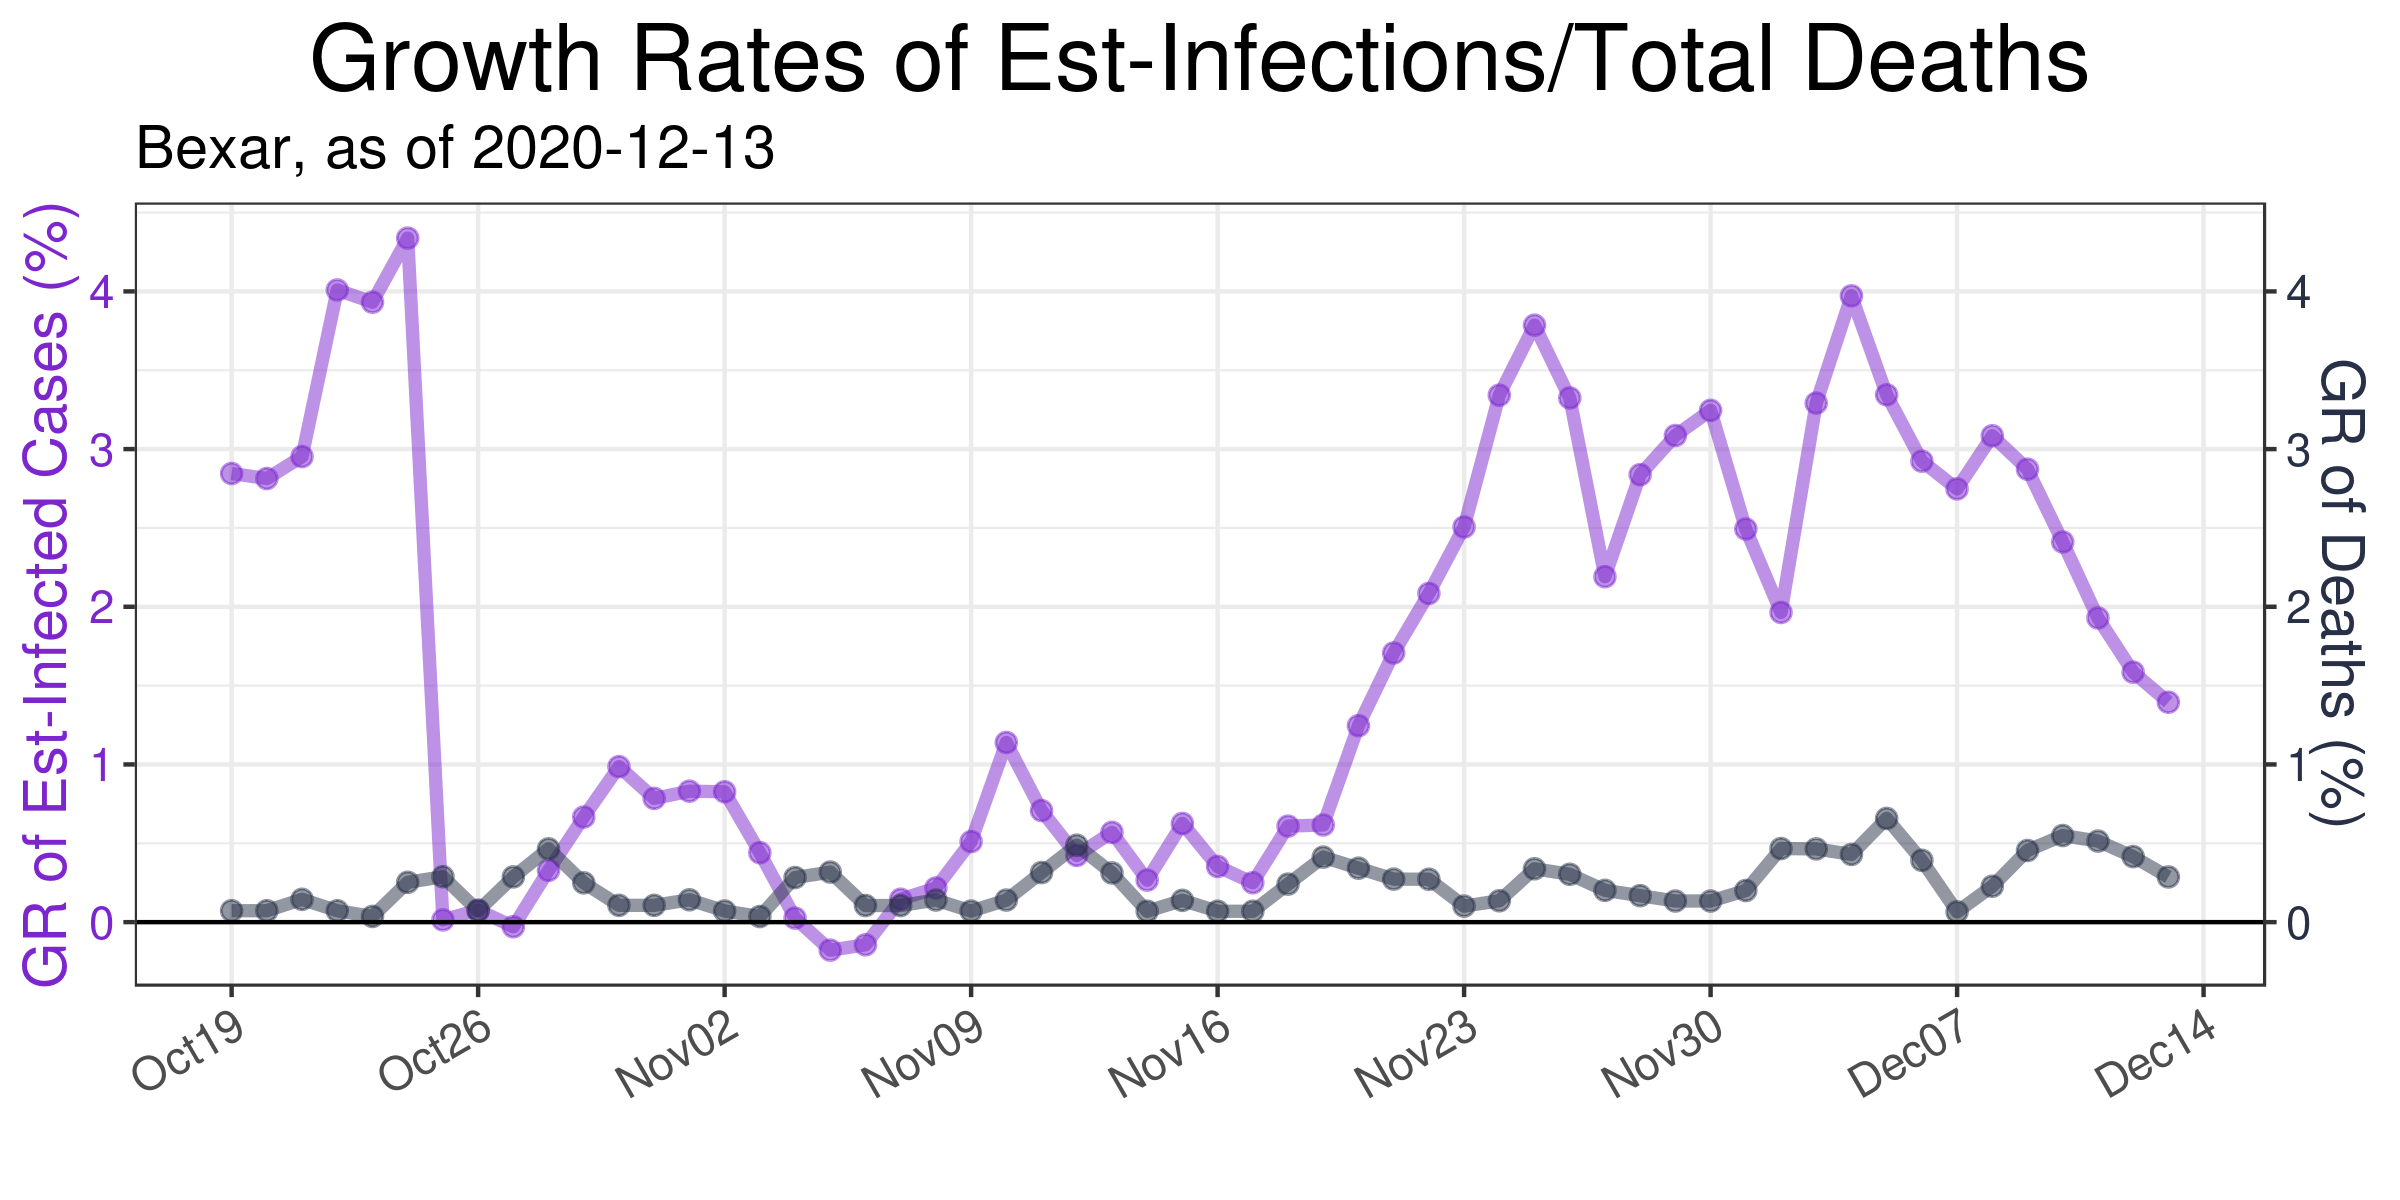 Growth Rates of Est-Infections/Total Deaths
Bexar, as of 2020-12-13
GR of Est-Infected Cases (%)
4
3
2
1
0
4
3
2
1
0
GR of Deaths (%)
Oct19
Oct26
Nov02
Nov09
Nov16
Nov23
Nov30
Dec07
Dec14